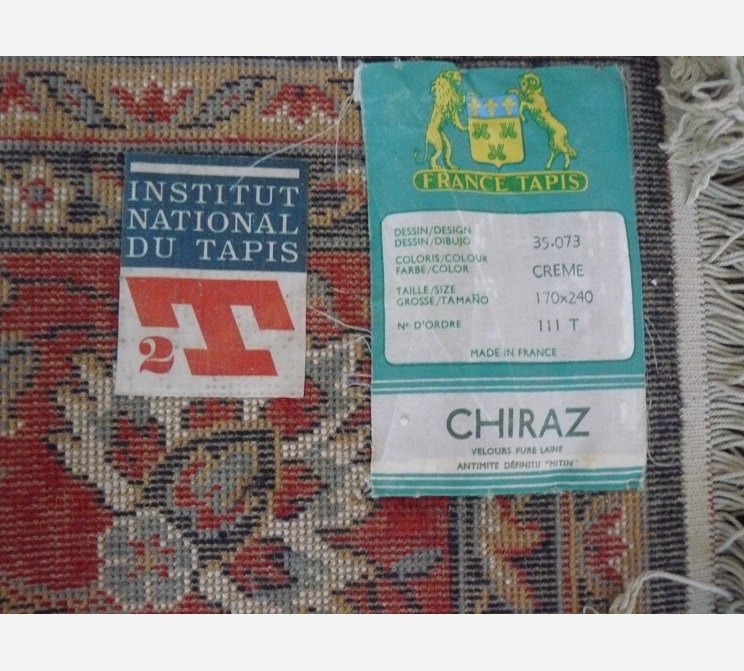 INSTITUT
NATIONAL
DU TAPIS
2T
FRANCE TAPIS
DESSIN/DESIGN
DESSIN/DIBUJO
35.073
COLORIS/COLOUR
FARBE/COLOR
CREME
TAILLE/SIZE
GROSSE/TAMAÑO
170x240
N° D'ORDRE
111 T
MADE IN FRANCE
CHIRAZ
VELOURS PURE LAINE
ANTIMITE DÉFINITIF "MITIN"